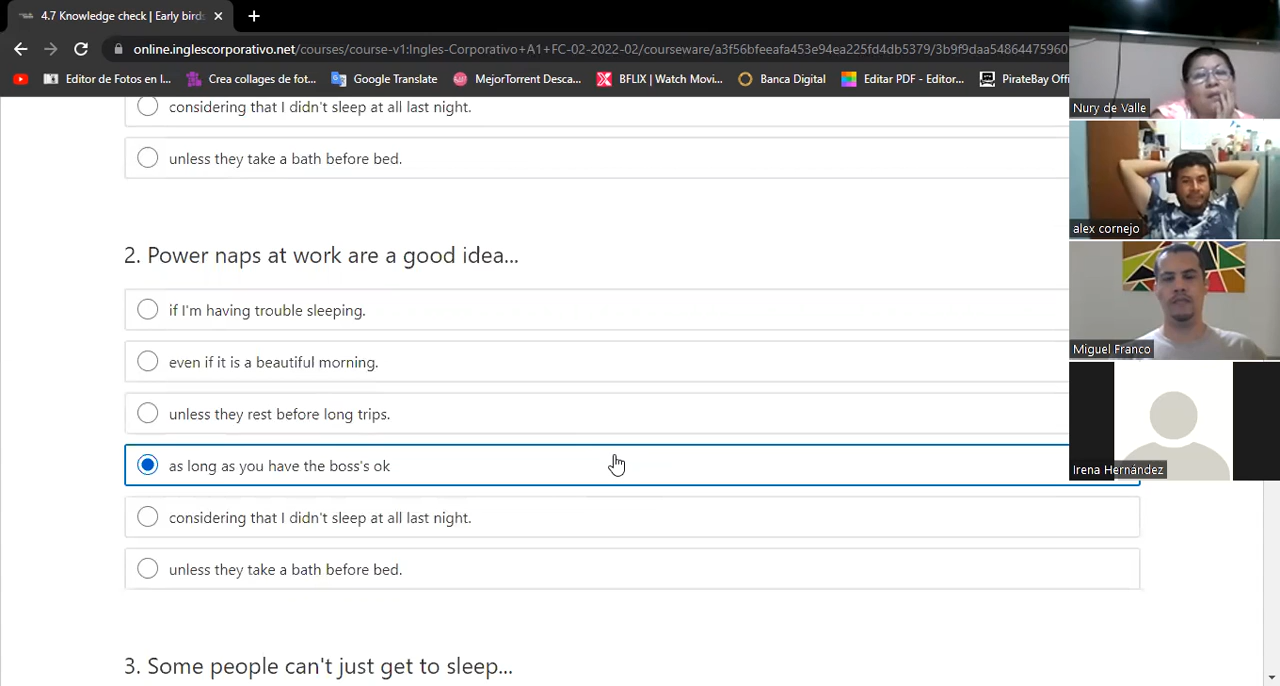 4.7 Knowledge check | Early birds
online.inglescorporativo.net/courses/course-v1:Ingles-Corporativo+A1+FC-02-2022-02/courseware/a3f56bfeeafa453e94ea225fd4db5379/3b9f9daa54864475960
Editor de Fotos en l... Crea collages de fot... Google Translate MejorTorrent Desca... BFLIX | Watch Movi... Banca Digital Editar PDF - Editor... PirateBay Offi
considering that I didn't sleep at all last night.
unless they take a bath before bed.
2. Power naps at work are a good idea...
if I'm having trouble sleeping.
even if it is a beautiful morning.
unless they rest before long trips.
as long as you have the boss's ok
considering that I didn't sleep at all last night.
unless they take a bath before bed.
3. Some people can't just get to sleep...
Nury de Valle
alex cornejo
Miguel Franco
Irena Hernández